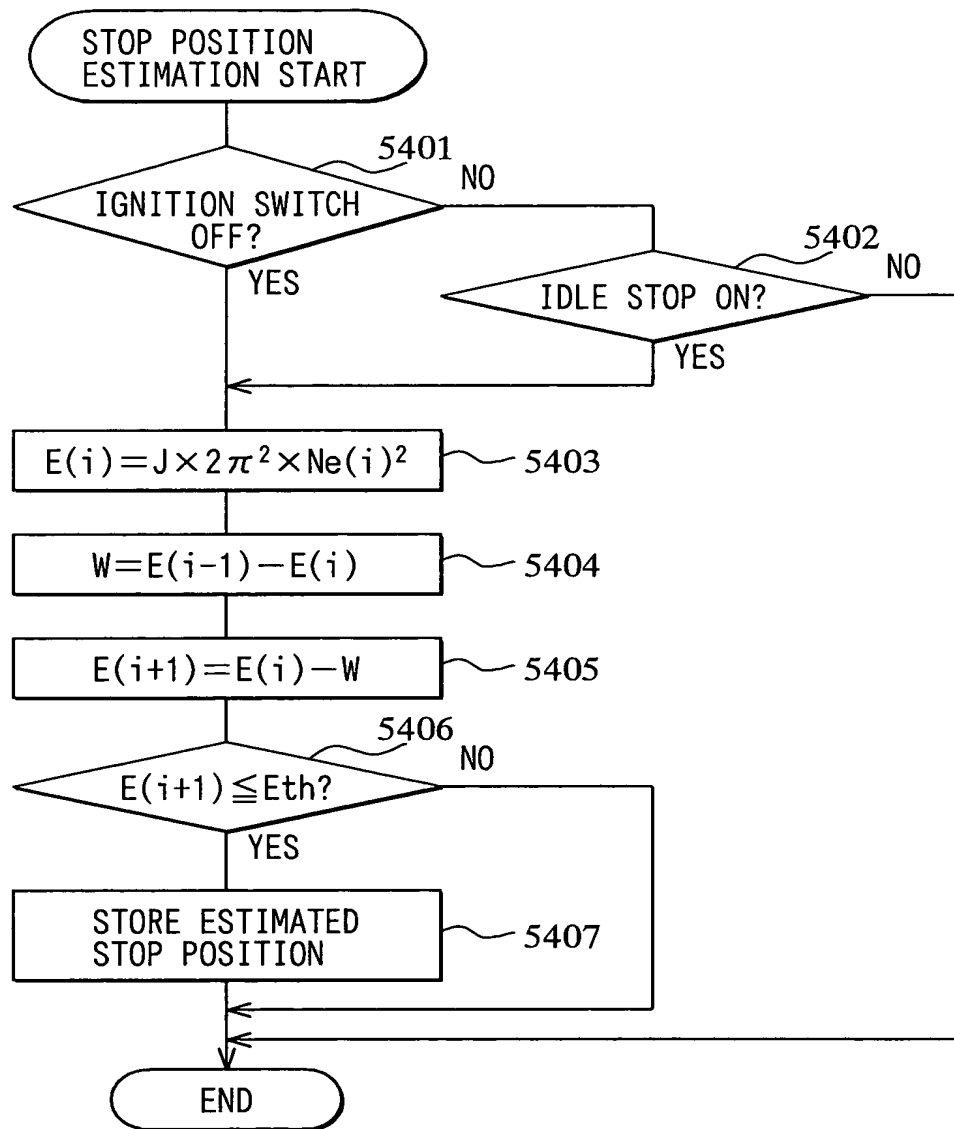 STOP POSITION
ESTIMATION START
5401
NO
IGNITION SWITCH
OFF?
YES
5402
NO
IDLE STOP ON?
YES
E(i)=J×2π²×Ne(i)²
5403
W=E(i-1)−E(i)
5404
E(i+1)=E(i)−W
5405
5406
NO
E(i+1)≦Eth?
YES
STORE ESTIMATED
STOP POSITION
5407
END